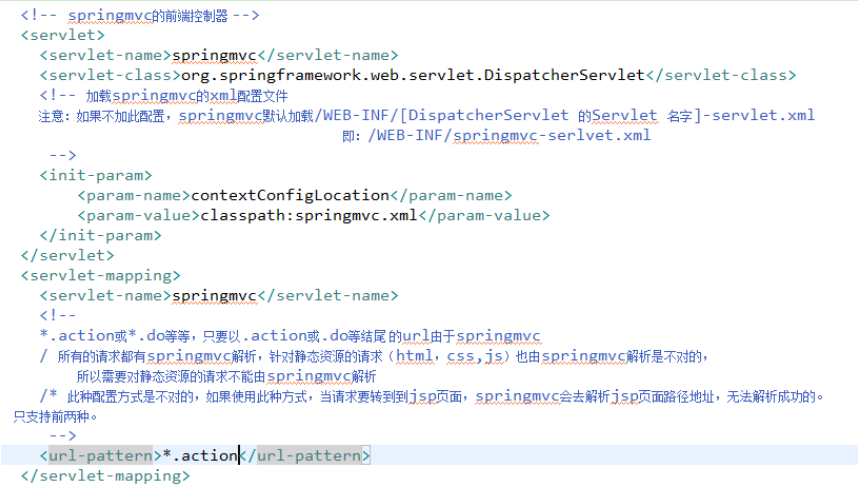 <!-- springmvc的前端控制器 -->
<servlet>
<servlet-name>springmvc</servlet-name>
<servlet-class>org.springframework.web.servlet.DispatcherServlet</servlet-class>
<!-- 加载springmvc的xml配置文件
注意：如果不加此配置，springmvc默认加载/WEB-INF/[DispatcherServlet 的Servlet 名字]-servlet.xml
即：/WEB-INF/springmvc-serlvet.xml
-->
<init-param>
<param-name>contextConfigLocation</param-name>
<param-value>classpath:springmvc.xml</param-value>
</init-param>
</servlet>
<servlet-mapping>
<servlet-name>springmvc</servlet-name>
<!--
*.action或*.do等等，只要以.action或.do等结尾的url由于springmvc
/ 所有的请求都有springmvc解析，针对静态资源的请求（html，css,js）也由springmvc解析是不对的，
所以需要对静态资源的请求不能由springmvc解析
/* 此种配置方式是不对的，如果使用此种方式，当请求要转到到jsp页面，springmvc会去解析jsp页面路径地址，无法解析成功的。
只支持前两种。
-->
<url-pattern>*.action</url-pattern>
</servlet-mapping>